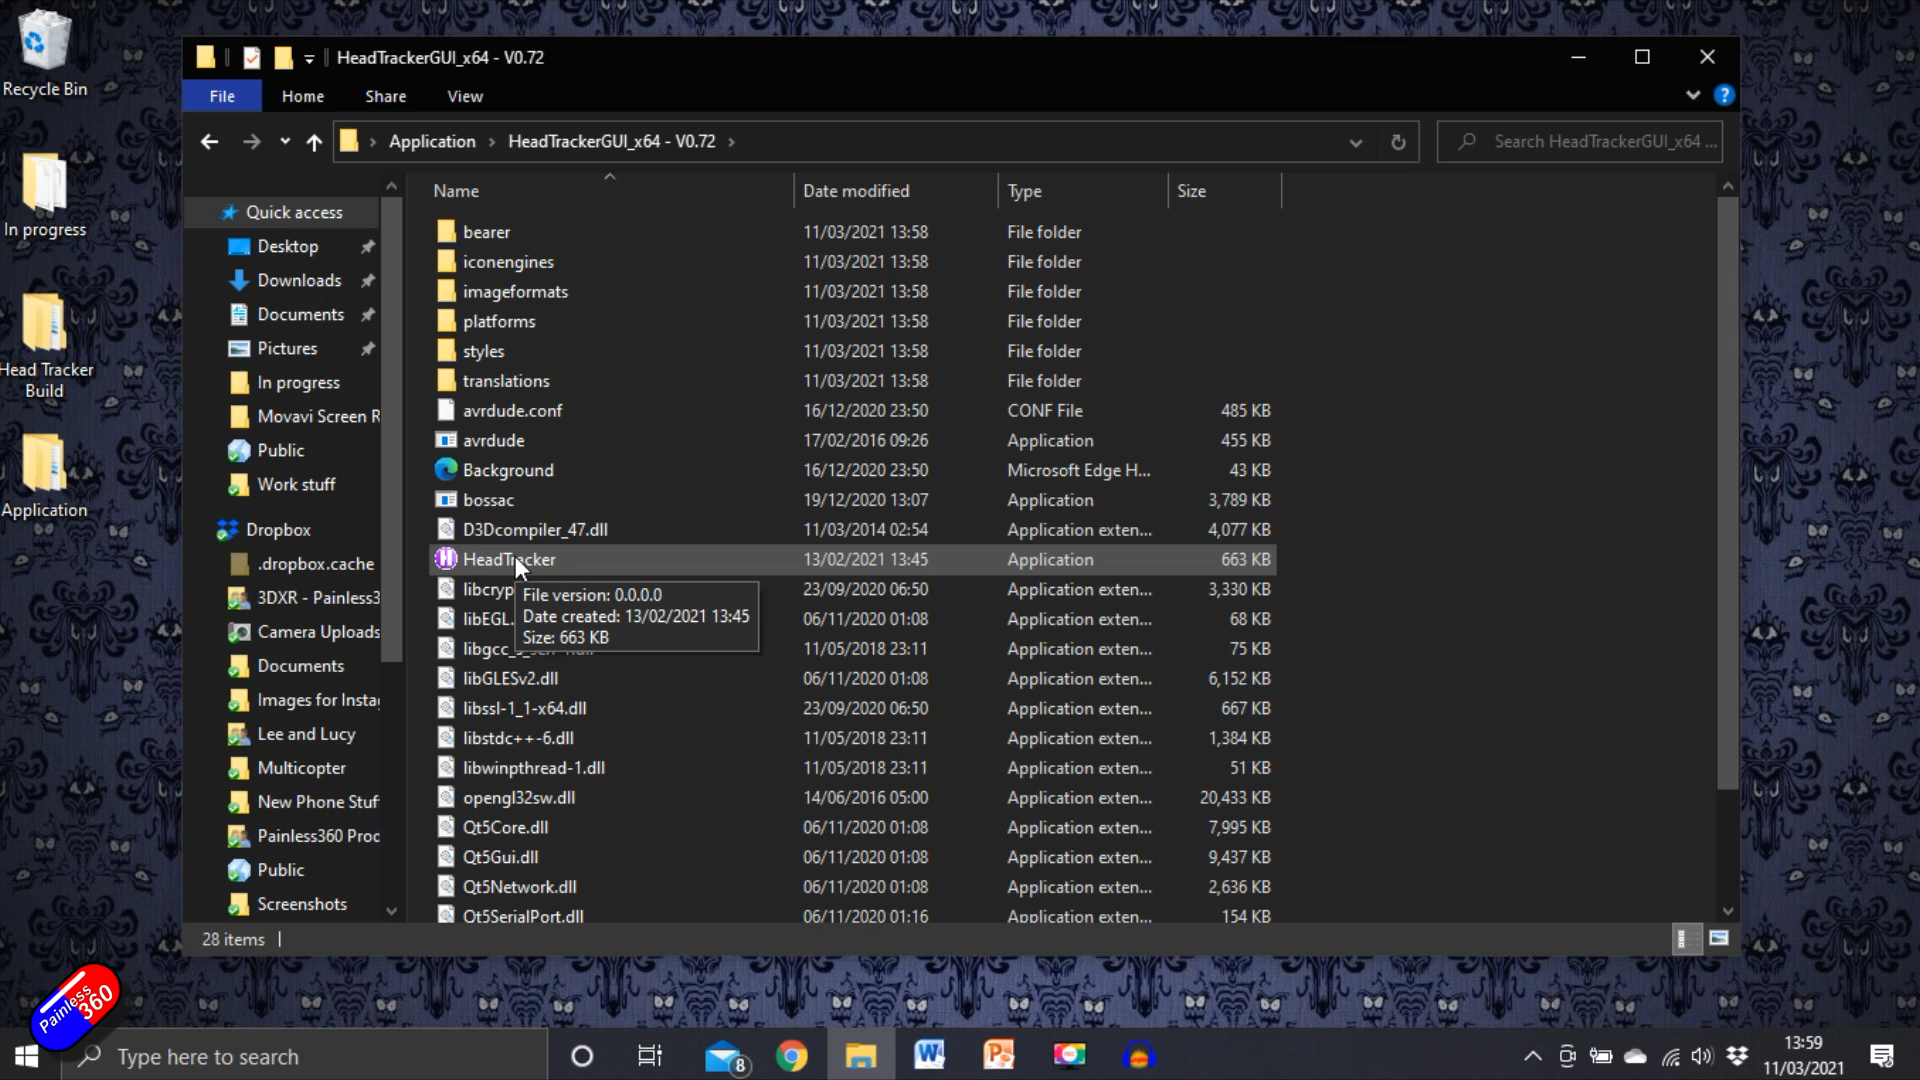 Recycle Bin
In progress
Head Tracker
Build
Application
HeadTrackerGUI_x64 - V0.72
File
Home
Share
View
?
Application
HeadTrackerGUI_x64 - V0.72
Search HeadTrackerGUI_x64 ...
Quick access
Desktop
Downloads
Documents
Pictures
In progress
Movavi Screen R
Public
Work stuff
Dropbox
.dropbox.cache
3DXR - Painless3
Camera Uploads
Documents
Images for Insta
Lee and Lucy
Multicopter
New Phone Stuf
Painless360 Proc
Public
Screenshots
Name Date modified Type Size
bearer 11/03/2021 13:58 File folder
iconengines 11/03/2021 13:58 File folder
imageformats 11/03/2021 13:58 File folder
platforms 11/03/2021 13:58 File folder
styles 11/03/2021 13:58 File folder
translations 11/03/2021 13:58 File folder
avrdude.conf 16/12/2020 23:50 CONF File 485 KB
avrdude 17/02/2016 09:26 Application 455 KB
Background 16/12/2020 23:50 Microsoft Edge H... 43 KB
bossac 19/12/2020 13:07 Application 3,789 KB
D3Dcompiler_47.dll 11/03/2014 02:54 Application exten... 4,077 KB
HeadTracker 13/02/2021 13:45 Application 663 KB
libcryp 23/09/2020 06:50 Application exten... 3,330 KB
libEGL. 06/11/2020 01:08 Application exten... 68 KB
11/05/2018 23:11 Application exten... 75 KB
File version: 0.0.0.0
Date created: 13/02/2021 13:45
Size: 663 KB
libGLESv2.dll 06/11/2020 01:08 Application exten... 6,152 KB
libssl-1_1-x64.dll 23/09/2020 06:50 Application exten... 667 KB
libstdc++-6.dll 11/05/2018 23:11 Application exten... 1,384 KB
libwinpthread-1.dll 11/05/2018 23:11 Application exten... 51 KB
opengl32sw.dll 14/06/2016 05:00 Application exten... 20,433 KB
Qt5Core.dll 06/11/2020 01:08 Application exten... 7,995 KB
Qt5Gui.dll 06/11/2020 01:08 Application exten... 9,437 KB
Qt5Network.dll 06/11/2020 01:08 Application exten... 2,636 KB
Qt5SerialPort.dll 06/11/2020 01:16 Application exten... 154 KB
28 items
Painless
360
Type here to search
8
13:59
11/03/2021